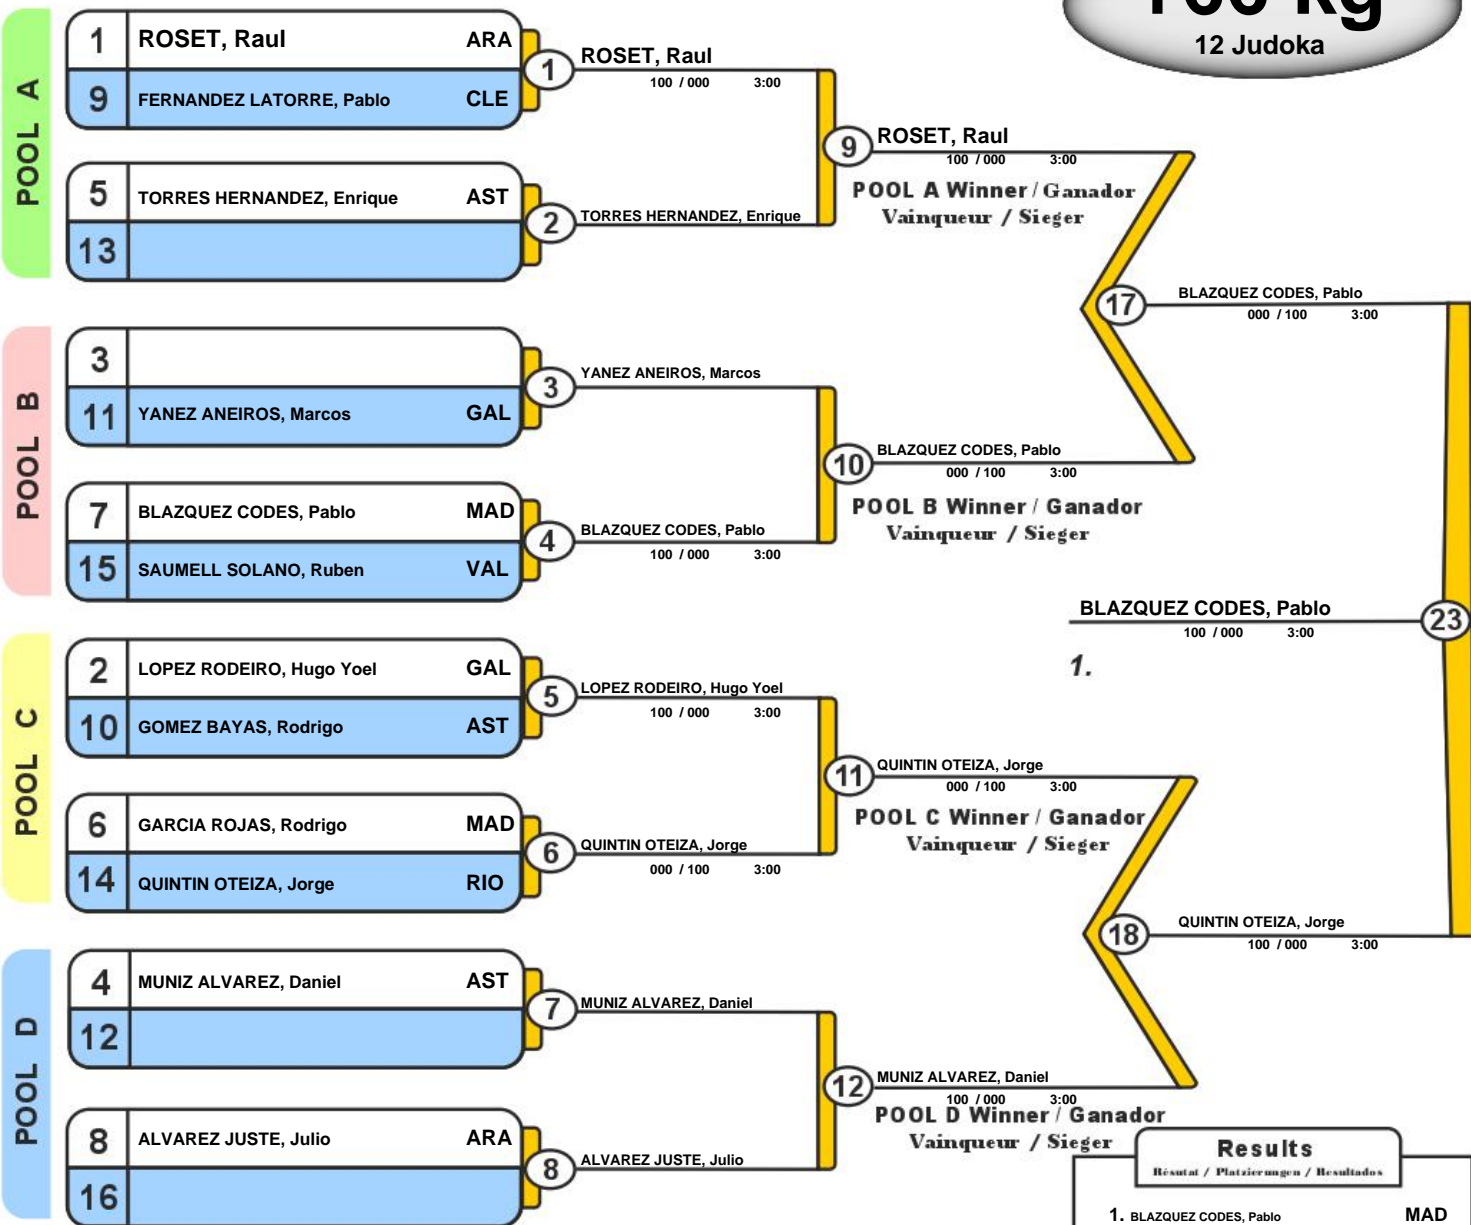 100 kg
12 Judoka
POOL A
1 ROSET, Raul ARA
9 FERNANDEZ LATORRE, Pablo CLE
1 ROSET, Raul
100 / 000 3:00
5 TORRES HERNANDEZ, Enrique AST
13
2 TORRES HERNANDEZ, Enrique
9 ROSET, Raul
100 / 000 3:00
POOL A Winner / Ganador
Vainqueur / Sieger
POOL B
3
11 YANEZ ANEIROS, Marcos GAL
3 YANEZ ANEIROS, Marcos
7 BLAZQUEZ CODES, Pablo MAD
15 SAUMELL SOLANO, Ruben VAL
4 BLAZQUEZ CODES, Pablo
100 / 000 3:00
10 BLAZQUEZ CODES, Pablo
000 / 100 3:00
POOL B Winner / Ganador
Vainqueur / Sieger
17 BLAZQUEZ CODES, Pablo
000 / 100 3:00
BLAZQUEZ CODES, Pablo 23
100 / 000 3:00
1.
POOL C
2 LOPEZ RODEIRO, Hugo Yoel GAL
10 GOMEZ BAYAS, Rodrigo AST
5 LOPEZ RODEIRO, Hugo Yoel
100 / 000 3:00
6 GARCIA ROJAS, Rodrigo MAD
14 QUINTIN OTEIZA, Jorge RIO
6 QUINTIN OTEIZA, Jorge
000 / 100 3:00
11 QUINTIN OTEIZA, Jorge
000 / 100 3:00
POOL C Winner / Ganador
Vainqueur / Sieger
18 QUINTIN OTEIZA, Jorge
100 / 000 3:00
POOL D
4 MUNIZ ALVAREZ, Daniel AST
12
7 MUNIZ ALVAREZ, Daniel
8 ALVAREZ JUSTE, Julio ARA
16
8 ALVAREZ JUSTE, Julio
12 MUNIZ ALVAREZ, Daniel
100 / 000 3:00
POOL D Winner / Ganador
Vainqueur / Sieger
Results
Résutat / Platzierungen / Resultados
1. BLAZQUEZ CODES, Pablo MAD